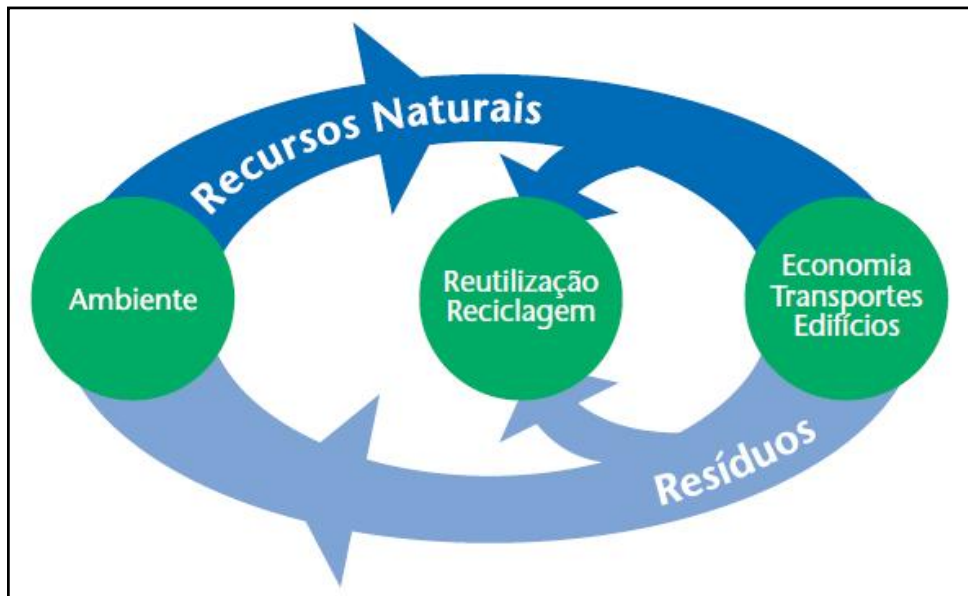 Recursos Naturais
Ambiente
Reutilização
Reciclagem
Economia
Transportes
Edifícios
Resíduos